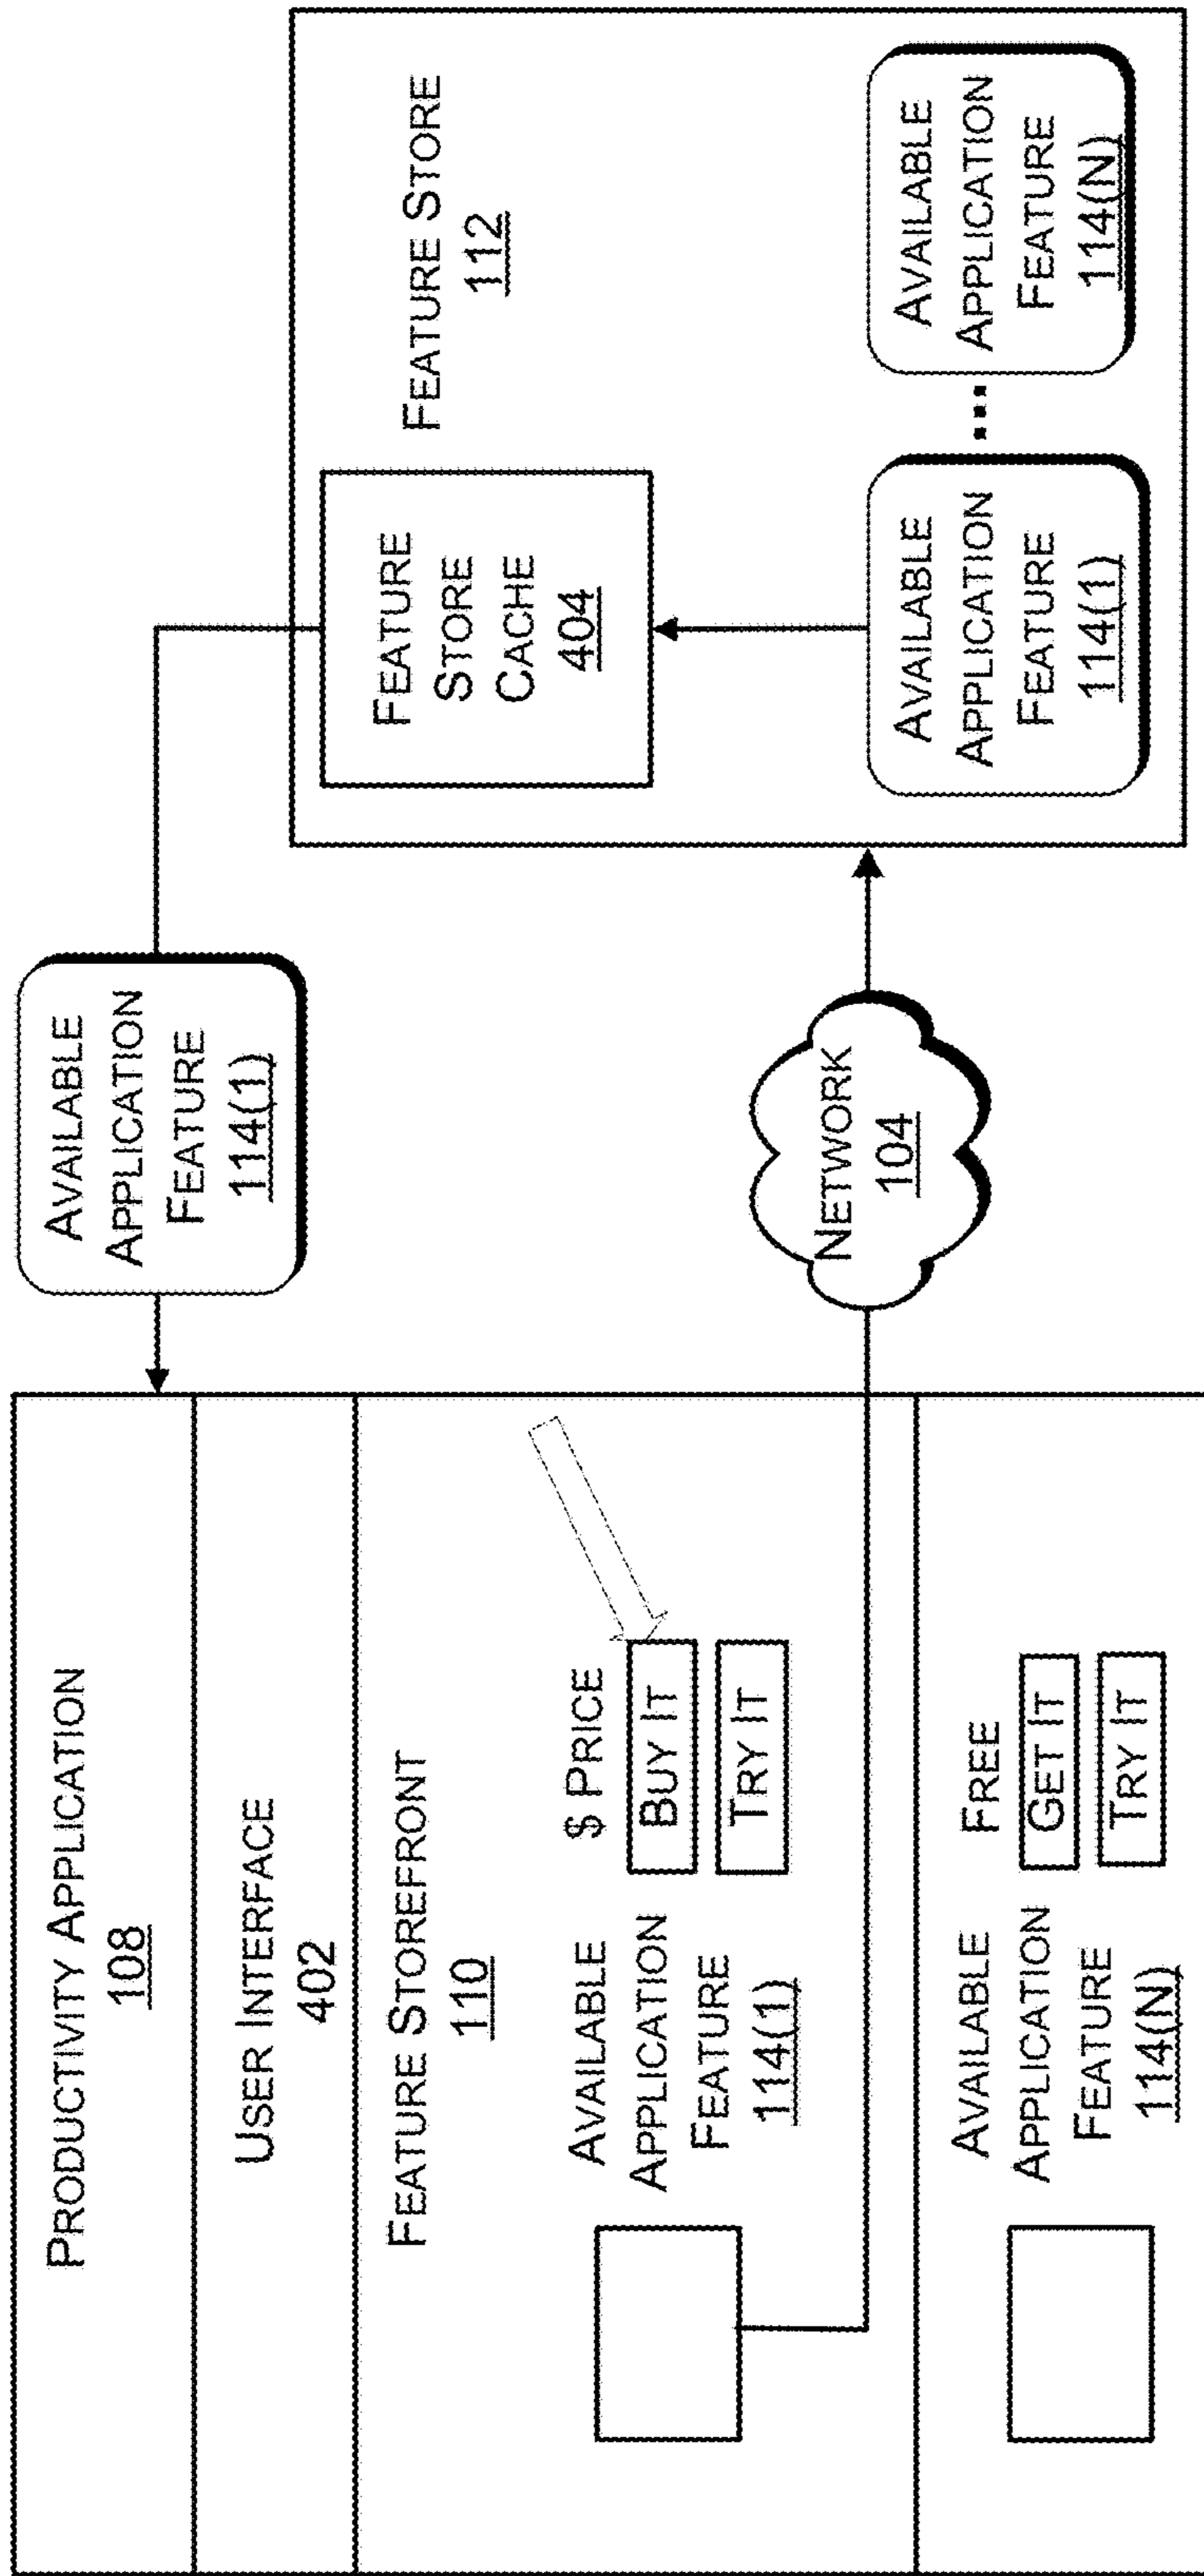 PRODUCTIVITY APPLICATION
108
USER INTERFACE
402
FEATURE STOREFRONT
110
AVAILABLE
APPLICATION
FEATURE
114(1)
$ PRICE
BUY IT
TRY IT
AVAILABLE
APPLICATION
FEATURE
114(N)
FREE
GET IT
TRY IT
AVAILABLE
APPLICATION
FEATURE
114(1)
NETWORK
104
FEATURE
STORE
CACHE
404
FEATURE STORE
112
AVAILABLE
APPLICATION
FEATURE
114(1)
...
AVAILABLE
APPLICATION
FEATURE
114(N)